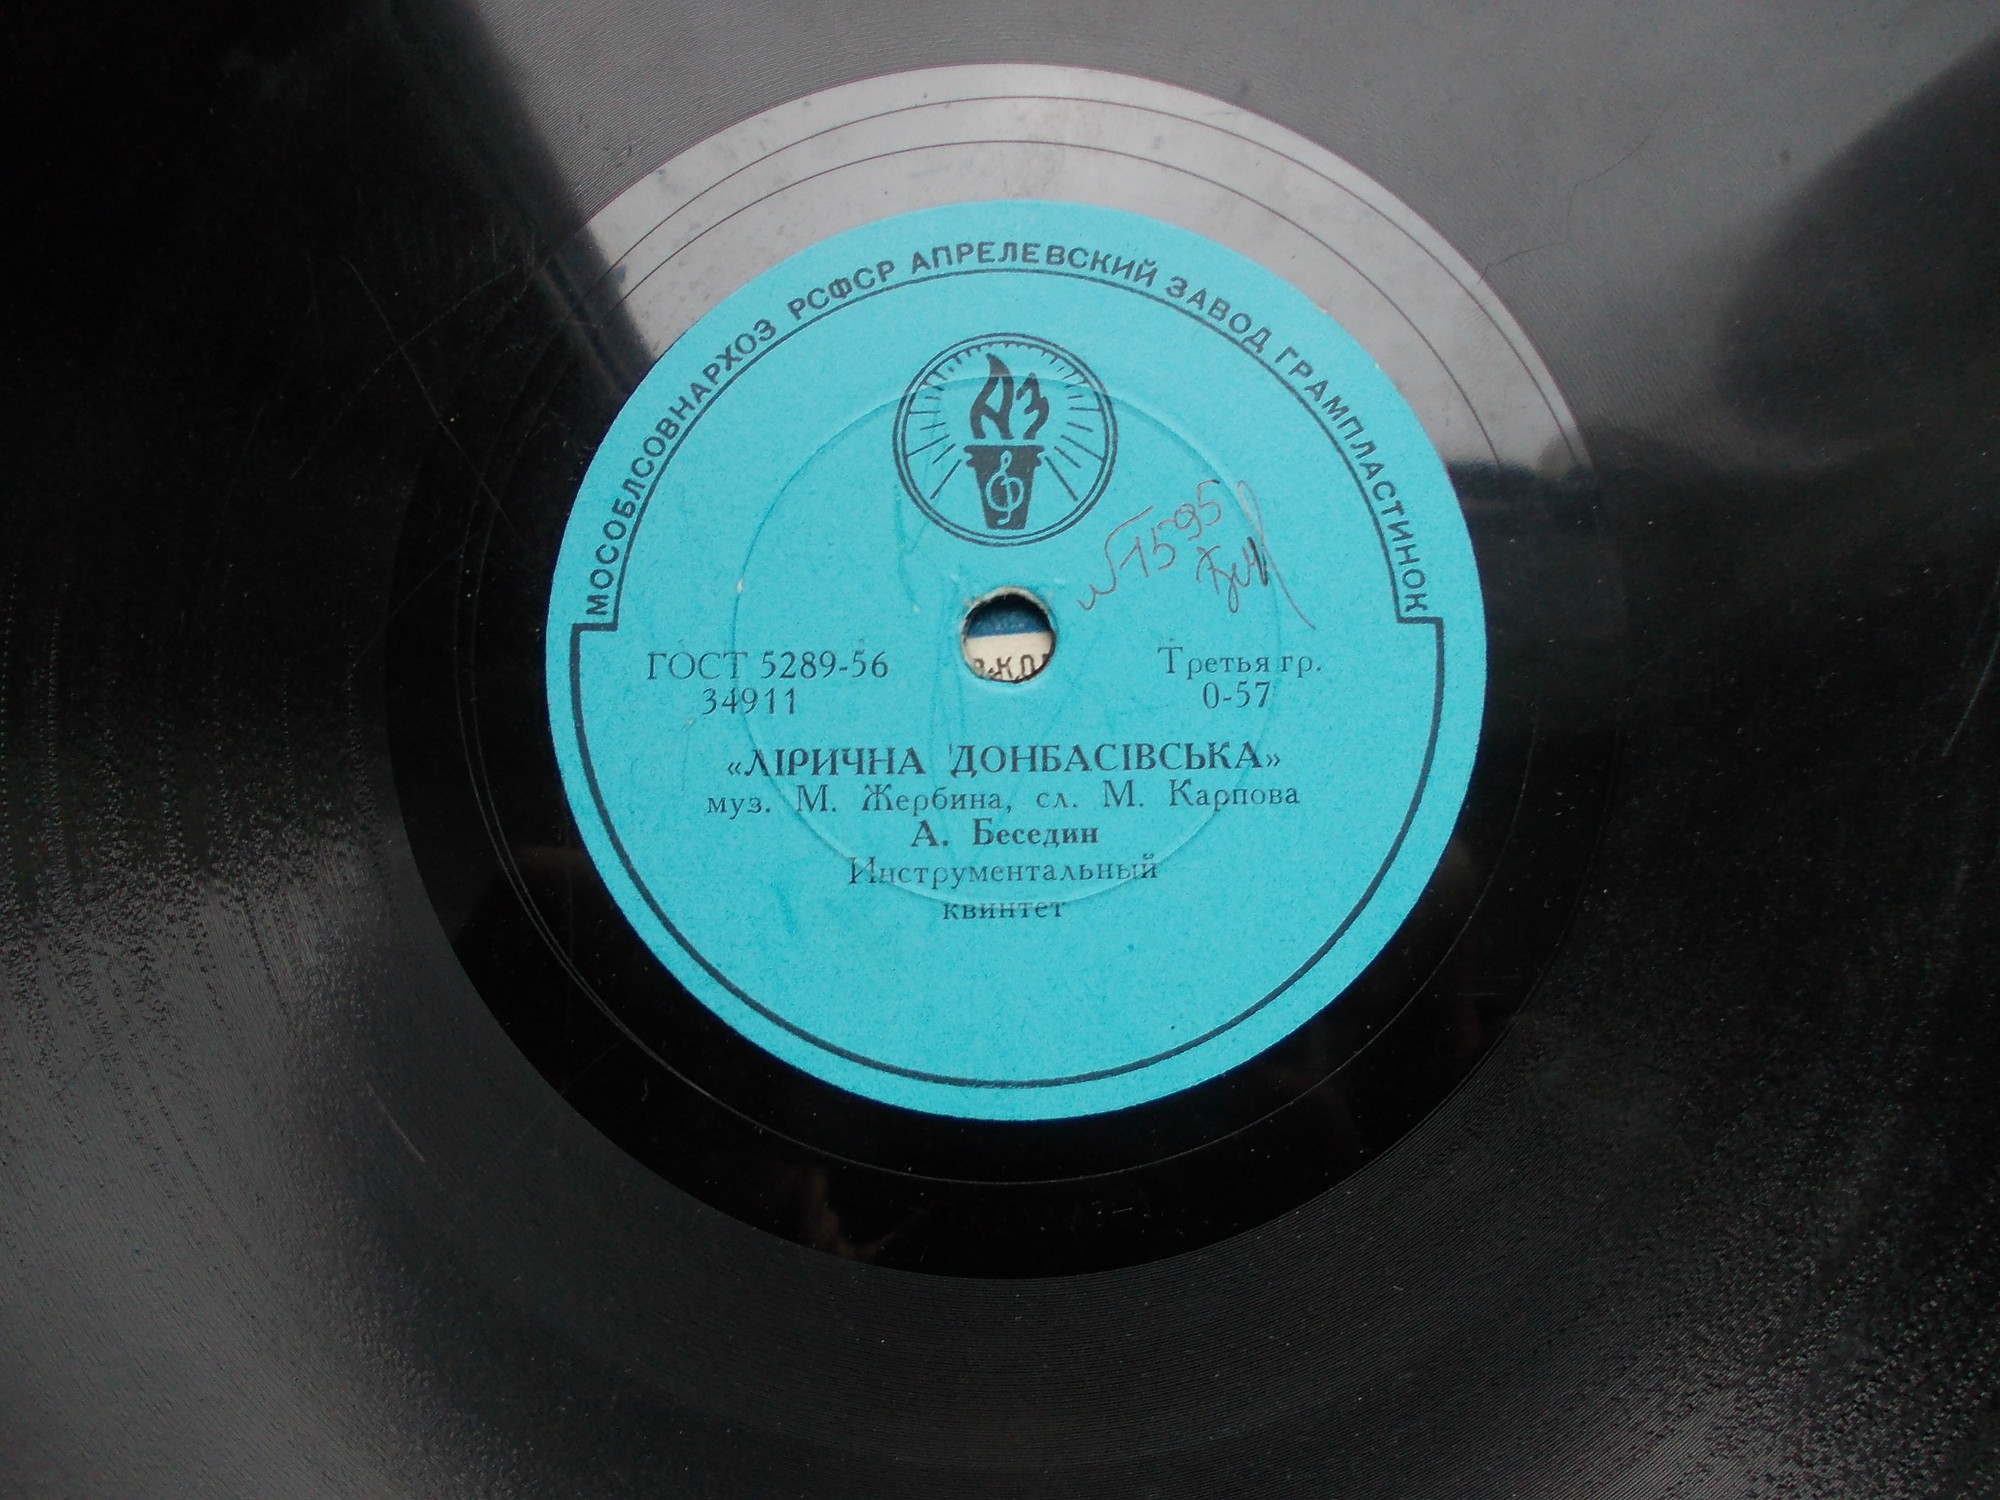 МОСОБЛСОВНАРХОЗ РСФСР АПРЕЛЕВСКИЙ ЗАВОД ГРАМПЛАСТИНОК
АЗ
№1595
ГОСТ 5289-56
34911
Третья гр.
0-57
«ЛІРИЧНА ДОНБАСІВСЬКА»
муз. М. Жербина, сл. М. Карпова
А. Беседин
Инструментальный
квинтет